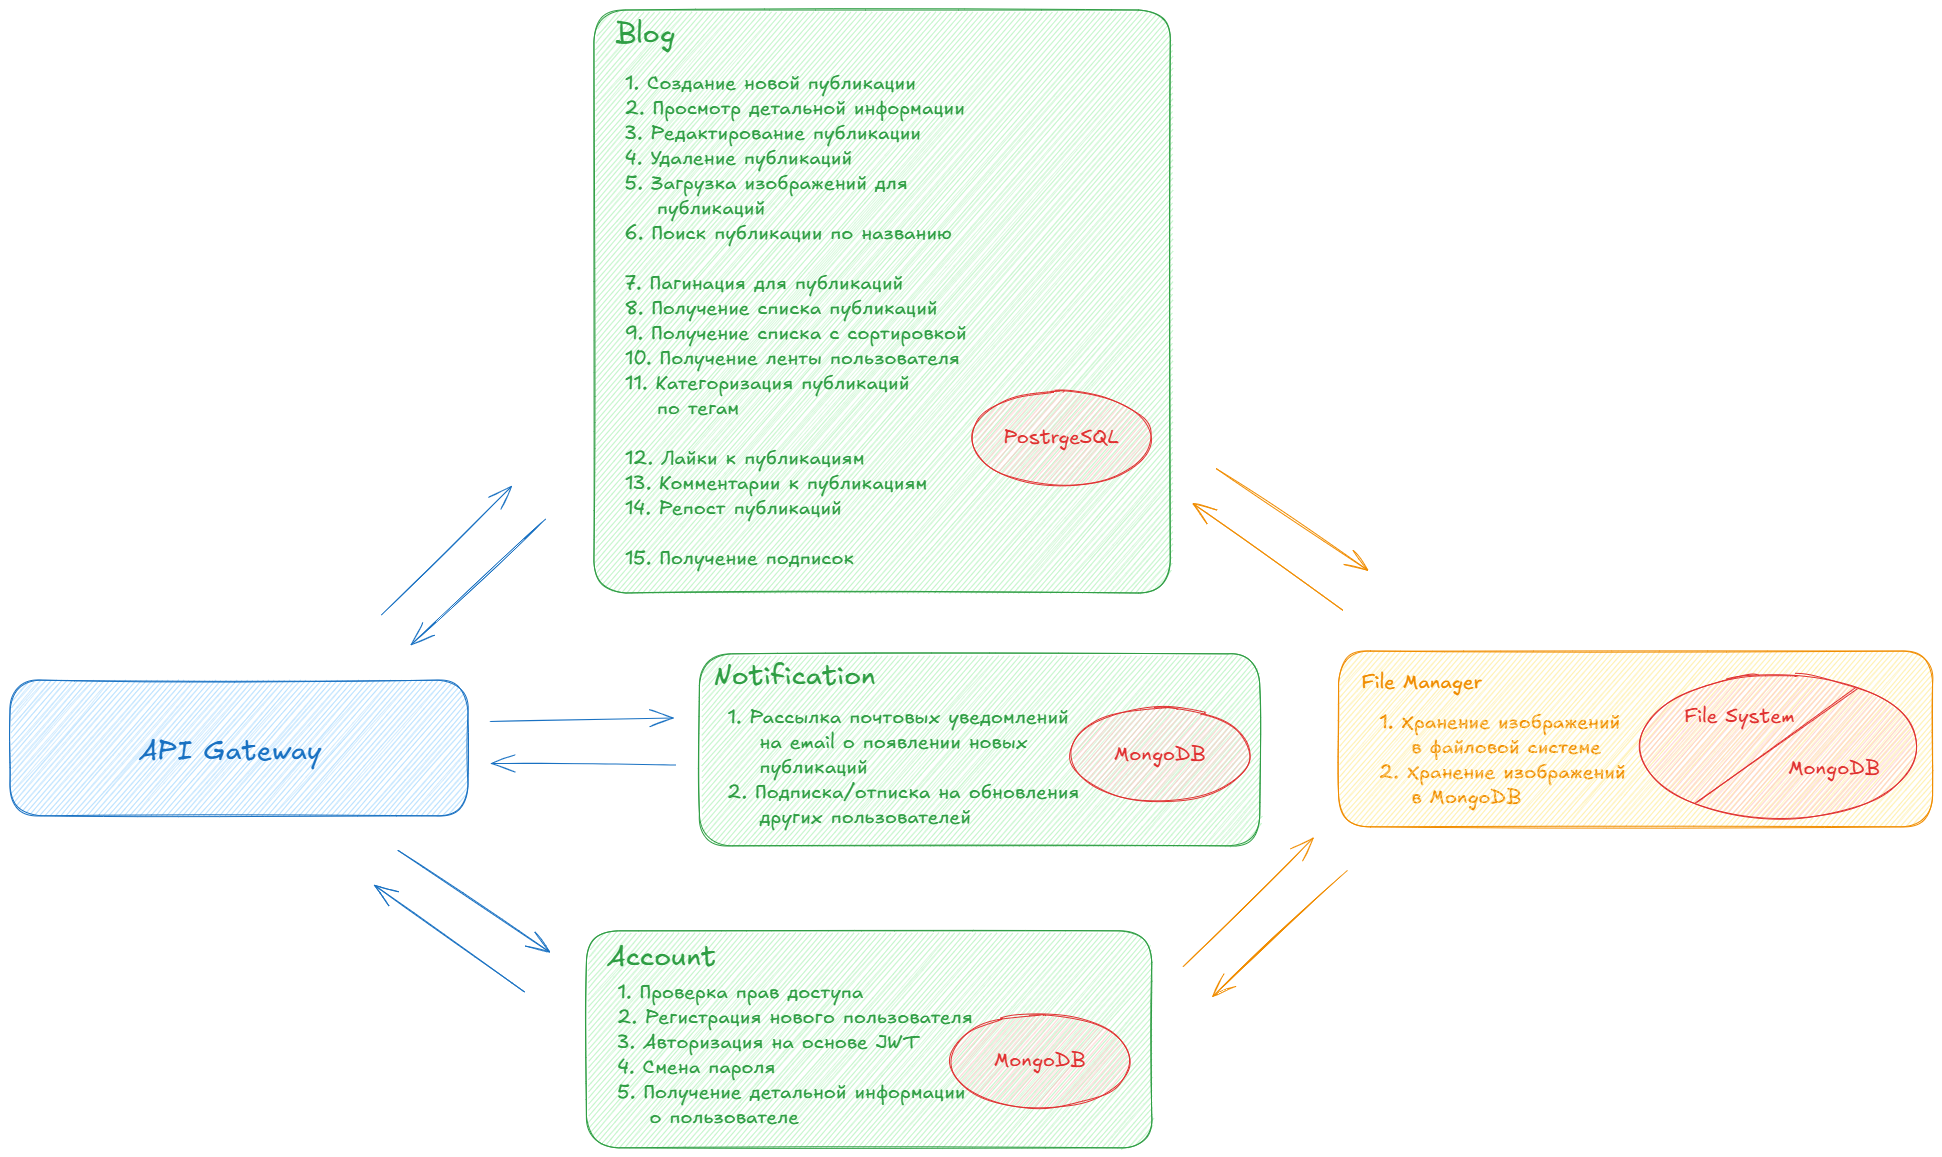 Blog
1. Создание новой публикации
2. Просмотр детальной информации
3. Редактирование публикации
4. Удаление публикаций
5. Загрузка изображений для
публикаций
6. Поиск публикации по названию
7. Пагинация для публикаций
8. Получение списка публикаций
9. Получение списка с сортировкой
10. Получение ленты пользователя
11. Категоризация публикаций
по тегам
12. Лайки к публикациям
13. Комментарии к публикациям
14. Репост публикаций
15. Получение подписок
PostrgeSQL
API Gateway
Notification
1. Рассылка почтовых уведомлений
на email о появлении новых
публикаций
2. Подписка/отписка на обновления
других пользователей
MongoDB
File Manager
1. Хранение изображений
в файловой системе
2. Хранение изображений
в MongoDB
File System
MongoDB
Account
1. Проверка прав доступа
2. Регистрация нового пользователя
3. Авторизация на основе JWT
4. Смена пароля
5. Получение детальной информации
о пользователе
MongoDB